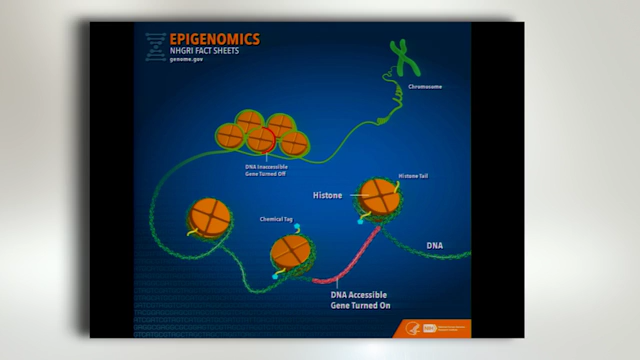 EPIGENOMICS
NHGRI FACT SHEETS
genome.gov
Chromosome
DNA Inaccessible
Gene Turned Off
Histone Tail
Histone
Chemical Tag
DNA
DNA Accessible
Gene Turned On
NIH